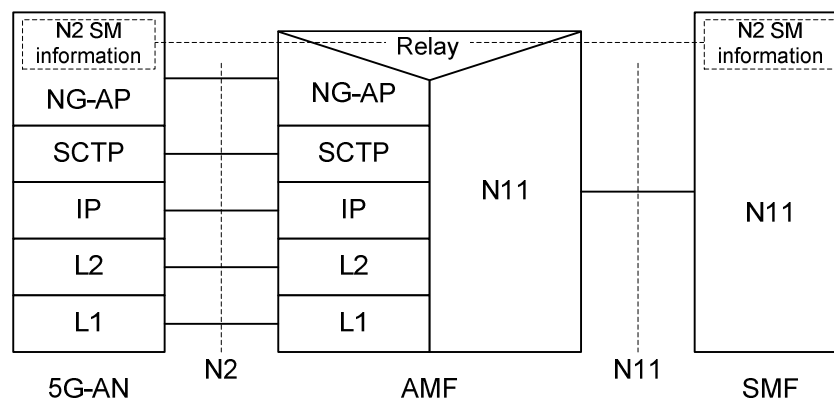 N2 SM
information
NG-AP
SCTP
IP
L2
L1
5G-AN
N2
Relay
NG-AP
SCTP
IP
L2
L1
N11
AMF
N11
N2 SM
information
N11
SMF